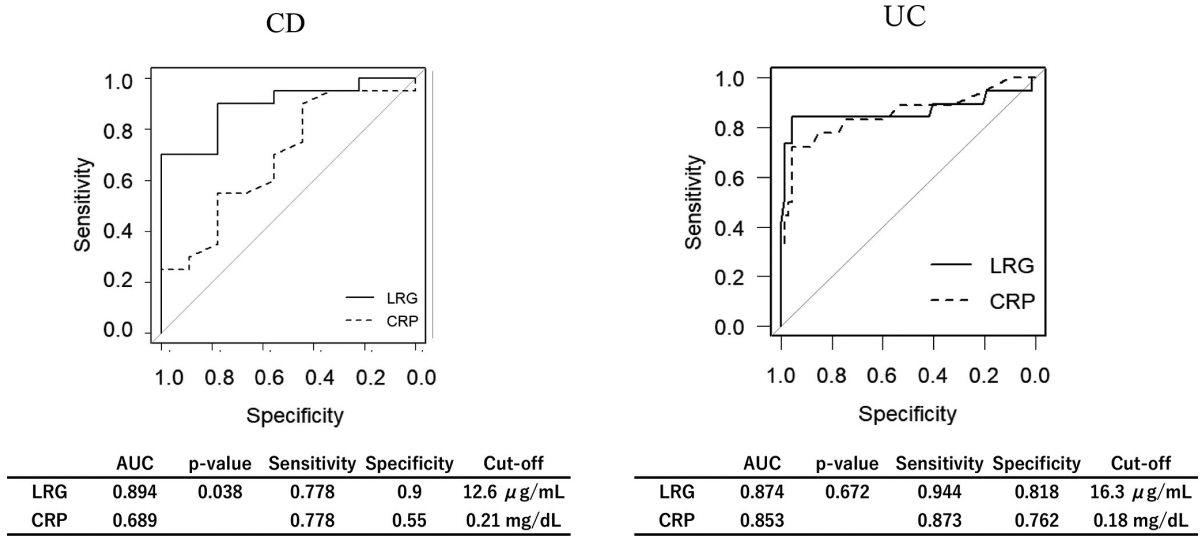 CD
1.0
0.8
0.6
0.4
0.2
0.0
Sensitivity
LRG
CRP
1.0 0.8 0.6 0.4 0.2 0.0
Specificity
AUC p-value Sensitivity Specificity Cut-off
LRG 0.894 0.038 0.778 0.9 12.6 μg/mL
CRP 0.689 0.778 0.55 0.21 mg/dL
UC
1.0
0.8
0.6
0.4
0.2
0.0
Sensitivity
LRG
CRP
1.0 0.8 0.6 0.4 0.2 0.0
Specificity
AUC p-value Sensitivity Specificity Cut-off
LRG 0.874 0.672 0.944 0.818 16.3 μg/mL
CRP 0.853 0.873 0.762 0.18 mg/dL